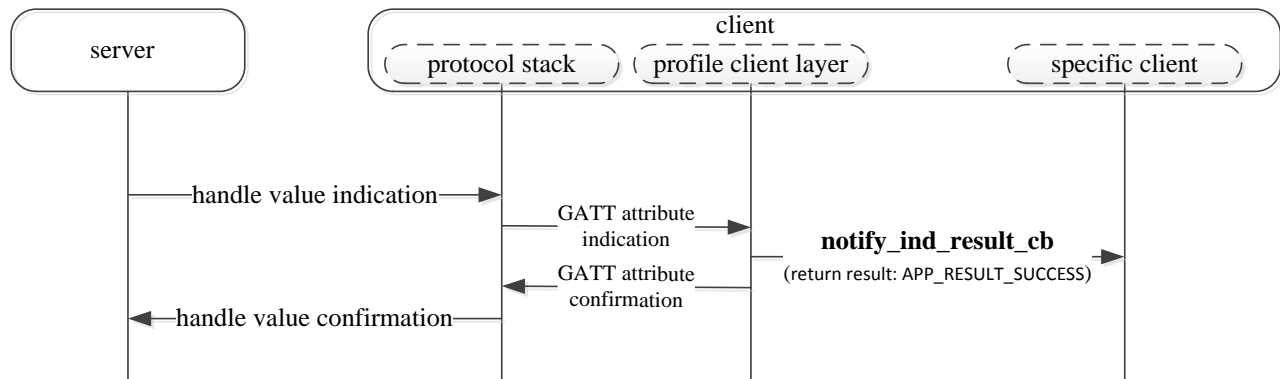 client
server
protocol stack
profile client layer
specific client
handle value indication
GATT attribute
indication
notify_ind_result_cb
(return result: APP_RESULT_SUCCESS)
GATT attribute
confirmation
handle value confirmation